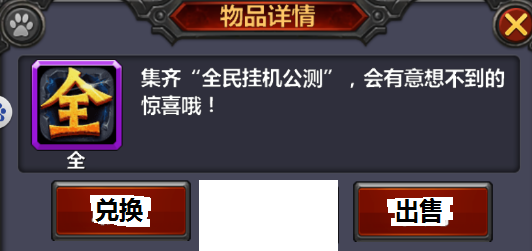 物品详情
全
集齐“全民挂机公测”，会有意想不到的
惊喜哦！
全
兑换
出售